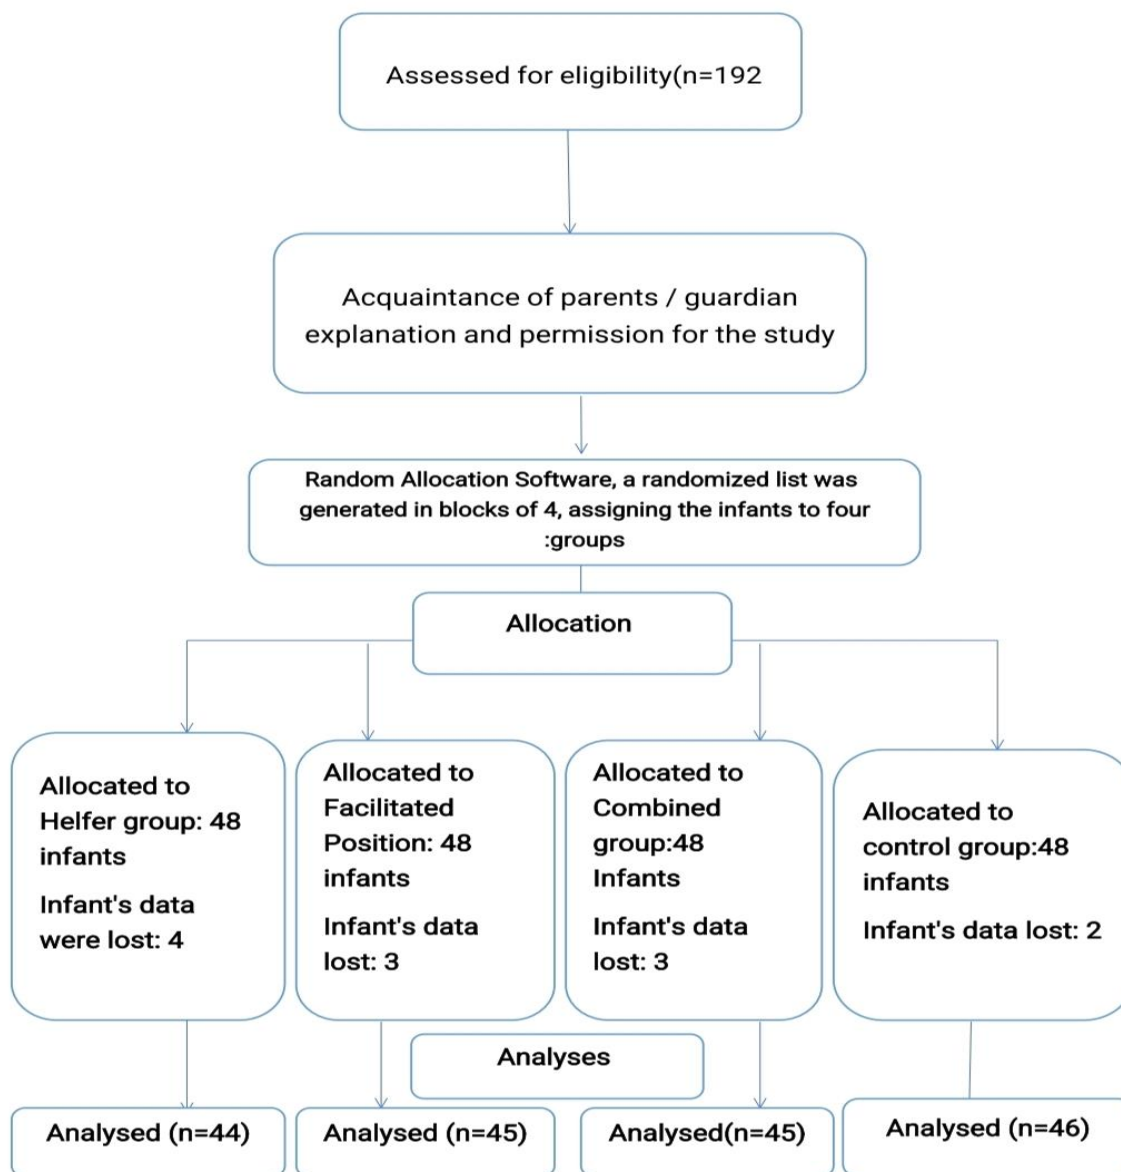 Assessed for eligibility(n=192
Acquaintance of parents / guardian
explanation and permission for the study
Random Allocation Software, a randomized list was
generated in blocks of 4, assigning the infants to four
:groups
Allocation
Allocated to
Helfer group: 48
infants
Infant's data
were lost: 4
Allocated to
Facilitated
Position: 48
infants
Infant's data
lost: 3
Allocated to
Combined
group:48
Infants
Infant's data
lost: 3
Allocated to
control group:48
infants
Infant's data lost: 2
Analyses
Analysed (n=44)
Analysed (n=45)
Analysed(n=45)
Analysed (n=46)